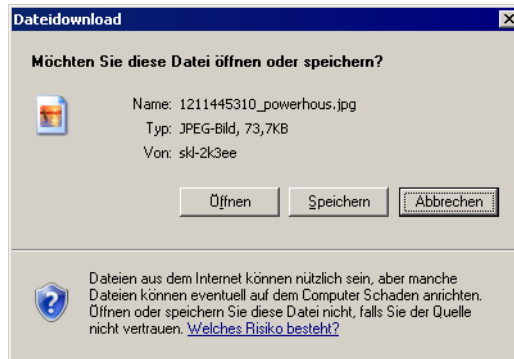 Dateidownload
Möchten Sie diese Datei öffnen oder speichern?
Name: 1211445310_powerhous.jpg
Typ: JPEG-Bild, 73,7KB
Von: skl-2k3ee
Öffnen Speichern Abbrechen
Dateien aus dem Internet können nützlich sein, aber manche
Dateien können eventuell auf dem Computer Schaden anrichten.
Öffnen oder speichern Sie diese Datei nicht, falls Sie der Quelle
nicht vertrauen. Welches Risiko besteht?